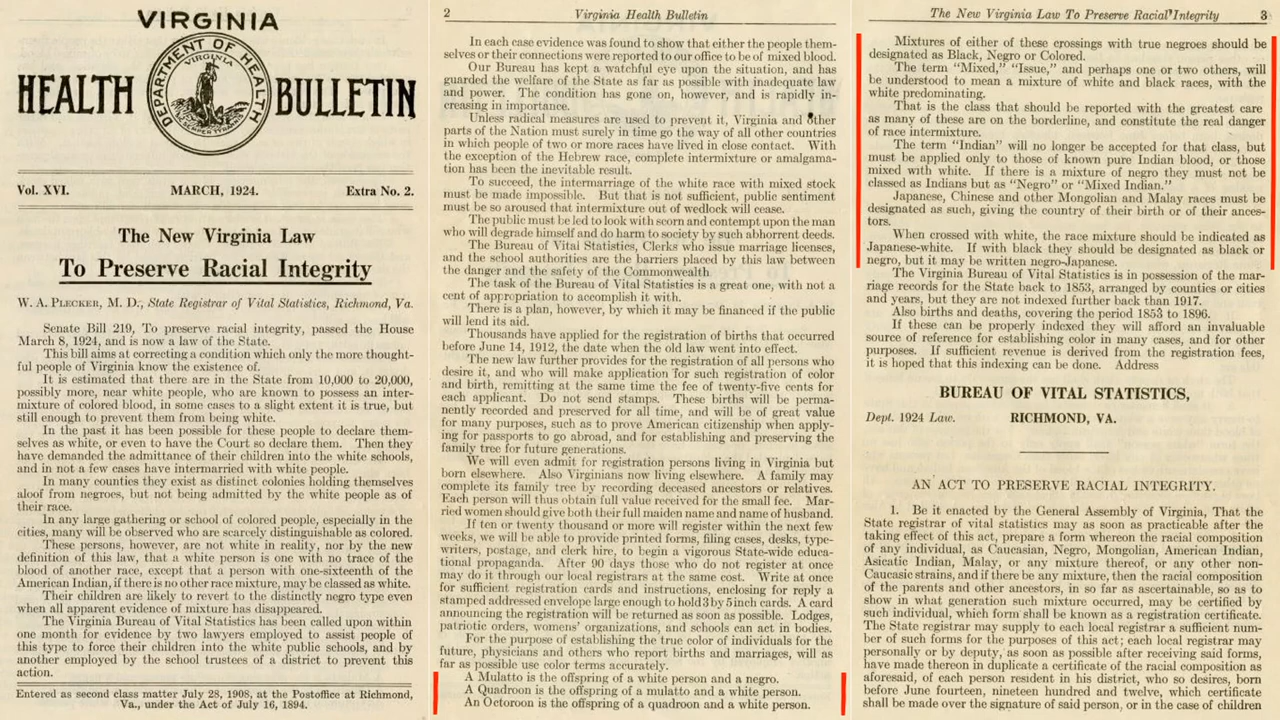 VIRGINIA
HEALTH
DEPARTMENT OF HEALTH
VIRGINIA
SIC SEMPER TYRANNIS
BULLETIN
Vol. XVI. MARCH, 1924. Extra No. 2.
The New Virginia Law
To Preserve Racial Integrity
W. A. PLECKER, M. D., State Registrar of Vital Statistics, Richmond, Va.
Senate Bill 219, To preserve racial integrity, passed the House
March 8, 1924, and is now a law of the State.
This bill aims at correcting a condition which only the more thought-
ful people of Virginia know the existence of.
It is estimated that there are in the State from 10,000 to 20,000,
possibly more, near white people, who are known to possess an inter-
mixture of colored blood, in some cases to a slight extent it is true, but
still enough to prevent them from being white.
In the past it has been possible for these people to declare them-
selves as white, or even to have the Court so declare them. Then they
have demanded the admittance of their children into the white schools,
and in not a few cases have intermarried with white people.
In many counties they exist as distinct colonies holding themselves
aloof from negroes, but not being admitted by the white people as of
their race.
In any large gathering or school of colored people, especially in the
cities, many will be observed who are scarcely distinguishable as colored.
These persons, however, are not white in reality, nor by the new
definition of this law, that a white person is one with no trace of the
blood of another race, except that a person with one-sixteenth of the
American Indian, if there is no other race mixture, may be classed as white.
Their children are likely to revert to the distinctly negro type even
when all apparent evidence of mixture has disappeared.
The Virginia Bureau of Vital Statistics has been called upon within
one month for evidence by two lawyers employed to assist people of
this type to force their children into the white public schools, and by
another employed by the school trustees of a district to prevent this
action.
Entered as second class matter July 28, 1908, at the Postoffice at Richmond,
Va., under the Act of July 16, 1894.
2 Virginia Health Bulletin
In each case evidence was found to show that either the people them-
selves or their connections were reported to our office to be of mixed blood.
Our Bureau has kept a watchful eye upon the situation, and has
guarded the welfare of the State as far as possible with inadequate law
and power. The condition has gone on, however, and is rapidly in-
creasing in importance.
Unless radical measures are used to prevent it, Virginia and other
parts of the Nation must surely in time go the way of all other countries
in which people of two or more races have lived in close contact. With
the exception of the Hebrew race, complete intermixture or amalgama-
tion has been the inevitable result.
To succeed, the intermarriage of the white race with mixed stock
must be made impossible. But that is not sufficient, public sentiment
must be so aroused that intermixture out of wedlock will cease.
The public must be led to look with scorn and contempt upon the man
who will degrade himself and do harm to society by such abhorrent deeds.
The Bureau of Vital Statistics, Clerks who issue marriage licenses,
and the school authorities are the barriers placed by this law between
the danger and the safety of the Commonwealth
The task of the Bureau of Vital Statistics is a great one, with not a
cent of appropriation to accomplish it with.
There is a plan, however, by which it may be financed if the public
will lend its aid.
Thousands have applied for the registration of births that occurred
before June 14, 1912, the date when the old law went into effect.
The new law further provides for the registration of all persons who
desire it, and who will make application for such registration of color
and birth, remitting at the same time the fee of twenty-five cents for
each applicant. Do not send stamps. These births will be perma-
nently recorded and preserved for all time, and will be of great value
for many purposes, such as to prove American citizenship when apply-
ing for passports to go abroad, and for establishing and preserving the
family tree for future generations.
We will even admit for registration persons living in Virginia but
born elsewhere. Also Virginians now living elsewhere. A family may
complete its family tree by recording deceased ancestors or relatives.
Each person will thus obtain full value received for the small fee. Mar-
ried women should give both their full maiden name and name of husband.
If ten or twenty thousand or more will register within the next few
weeks, we will be able to provide printed forms, filing cases, desks, type-
writers, postage, and clerk hire, to begin a vigorous State-wide educa-
tional propaganda. After 90 days those who do not register at once
may do it through our local registrars at the same cost. Write at once
for sufficient registration cards and instructions, enclosing for reply a
stamped addressed envelope large enough to hold 3 by 5 inch cards. A card
announcing the registration will be returned as soon as possible. Lodges,
patriotic orders, womens' organizations, and schools can act in bodies.
For the purpose of establishing the true color of individuals for the
future, physicians and others who report births and marriages, will as
far as possible use color terms accurately.
A Mulatto is the offspring of a white person and a negro.
A Quadroon is the offspring of a mulatto and a white person.
An Octoroon is the offspring of a quadroon and a white person.
The New Virginia Law To Preserve Racial Integrity 3
Mixtures of either of these crossings with true negroes should be
designated as Black, Negro or Colored.
The term "Mixed," "Issue," and perhaps one or two others, will
be understood to mean a mixture of white and black races, with the
white predominating.
That is the class that should be reported with the greatest care
as many of these are on the borderline, and constitute the real danger
of race intermixture.
The term "Indian" will no longer be accepted for that class, but
must be applied only to those of known pure Indian blood, or those
mixed with white. If there is a mixture of negro they must not be
classed as Indians but as "Negro" or "Mixed Indian."
Japanese, Chinese and other Mongolian and Malay races must be
designated as such, giving the country of their birth or of their ances-
tors.
When crossed with white, the race mixture should be indicated as
Japanese-white. If with black they should be designated as black or
negro, but it may be written negro-Japanese.
The Virginia Bureau of Vital Statistics is in possession of the mar-
riage records for the State back to 1853, arranged by counties or cities
and years, but they are not indexed further back than 1917.
Also births and deaths, covering the period 1853 to 1896.
If these can be properly indexed they will afford an invaluable
source of reference for establishing color in many cases, and for other
purposes. If sufficient revenue is derived from the registration fees,
it is hoped that this indexing can be done. Address
BUREAU OF VITAL STATISTICS,
Dept. 1924 Law. RICHMOND, VA.
AN ACT TO PRESERVE RACIAL INTEGRITY.
1. Be it enacted by the General Assembly of Virginia, That the
State registrar of vital statistics may as soon as practicable after the
taking effect of this act, prepare a form whereon the racial composition
of any individual, as Caucasian, Negro, Mongolian, American Indian,
Asiatic Indian, Malay, or any mixture thereof, or any other non-
Caucasic strains, and if there be any mixture, then the racial composition
of the parents and other ancestors, in so far as ascertainable, so as to
show in what generation such mixture occurred, may be certified by
such individual, which form shall be known as a registration certificate.
The State registrar may supply to each local registrar a sufficient num-
ber of such forms for the purposes of this act; each local registrar may
personally or by deputy, as soon as possible after receiving said forms,
have made thereon in duplicate a certificate of the racial composition as
aforesaid, of each person resident in his district, who so desires, born
before June fourteen, nineteen hundred and twelve, which certificate
shall be made over the signature of said person, or in the case of children